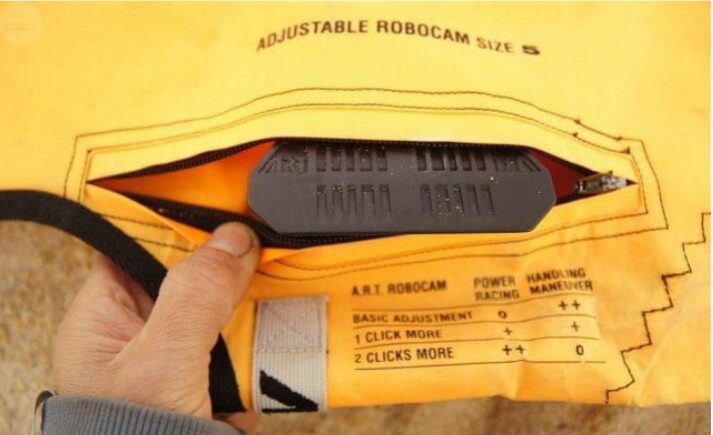 ADJUSTABLE ROBOCAM SIZE 5
ART
A.R.T. ROBOCAM POWER RACING HANDLING MANEUVER
BASIC ADJUSTMENT 0 ++
1 CLICK MORE + +
2 CLICKS MORE ++ 0